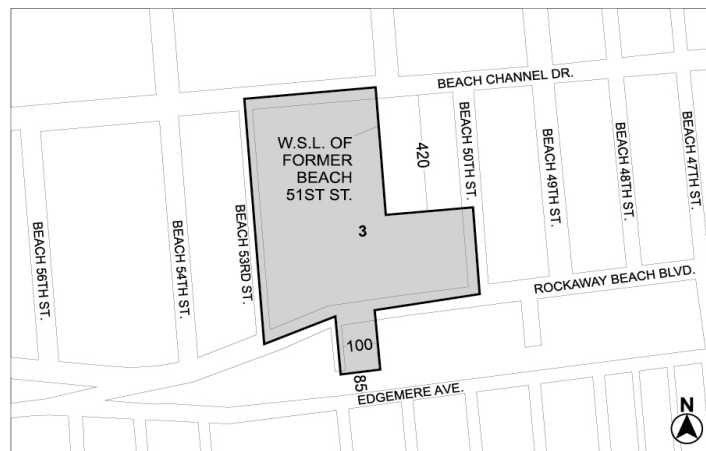 BEACH CHANNEL DR.
W.S.L. OF
FORMER
BEACH
51ST ST.
420
BEACH 50TH ST.
BEACH 49TH ST.
BEACH 48TH ST.
BEACH 47TH ST.
BEACH 56TH ST.
BEACH 54TH ST.
BEACH 53RD ST.
3
ROCKAWAY BEACH BLVD.
100
85
EDGEMERE AVE.
N